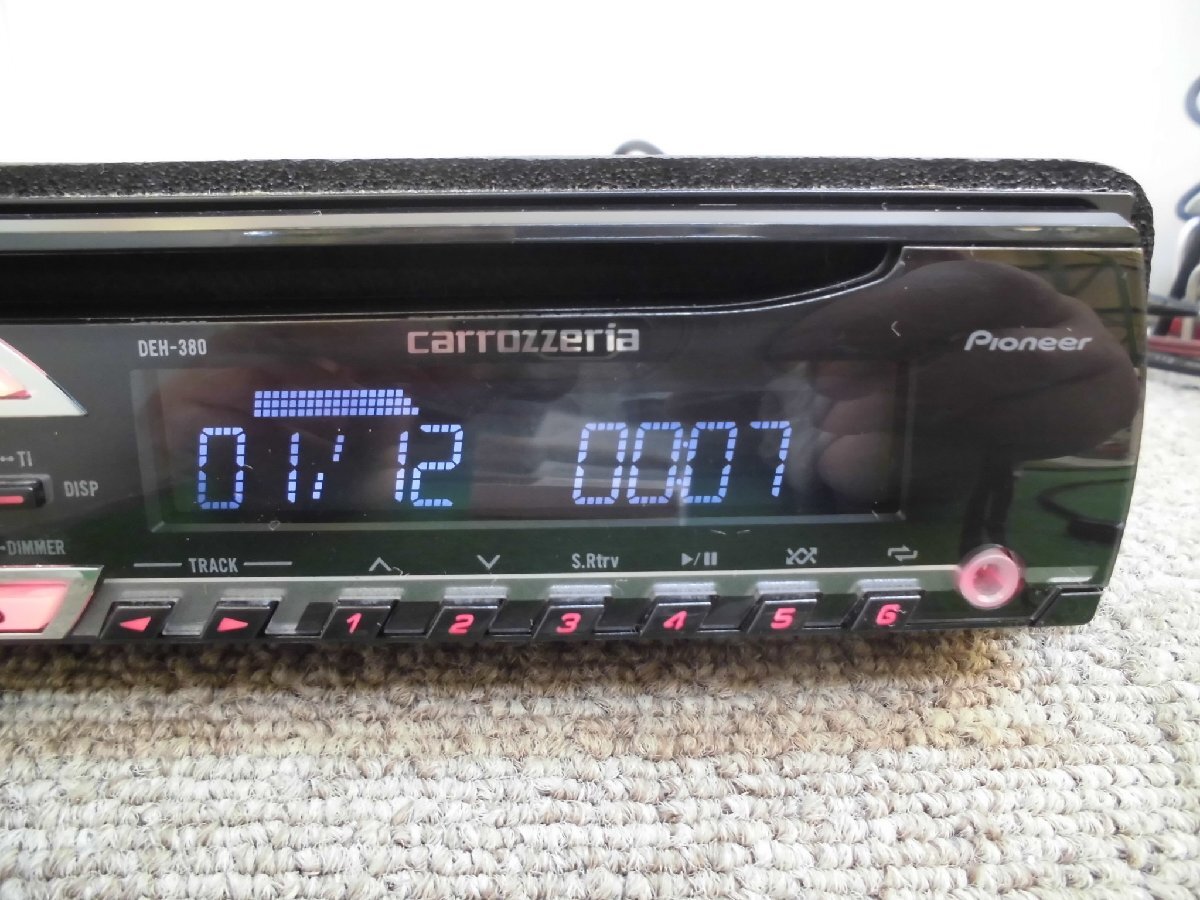 DEH-380 carrozzeria Pioneer
01/12 00:07
TI
DISP
-DIMMER
TRACK S.Rtrv
1 2 3 4 5 6